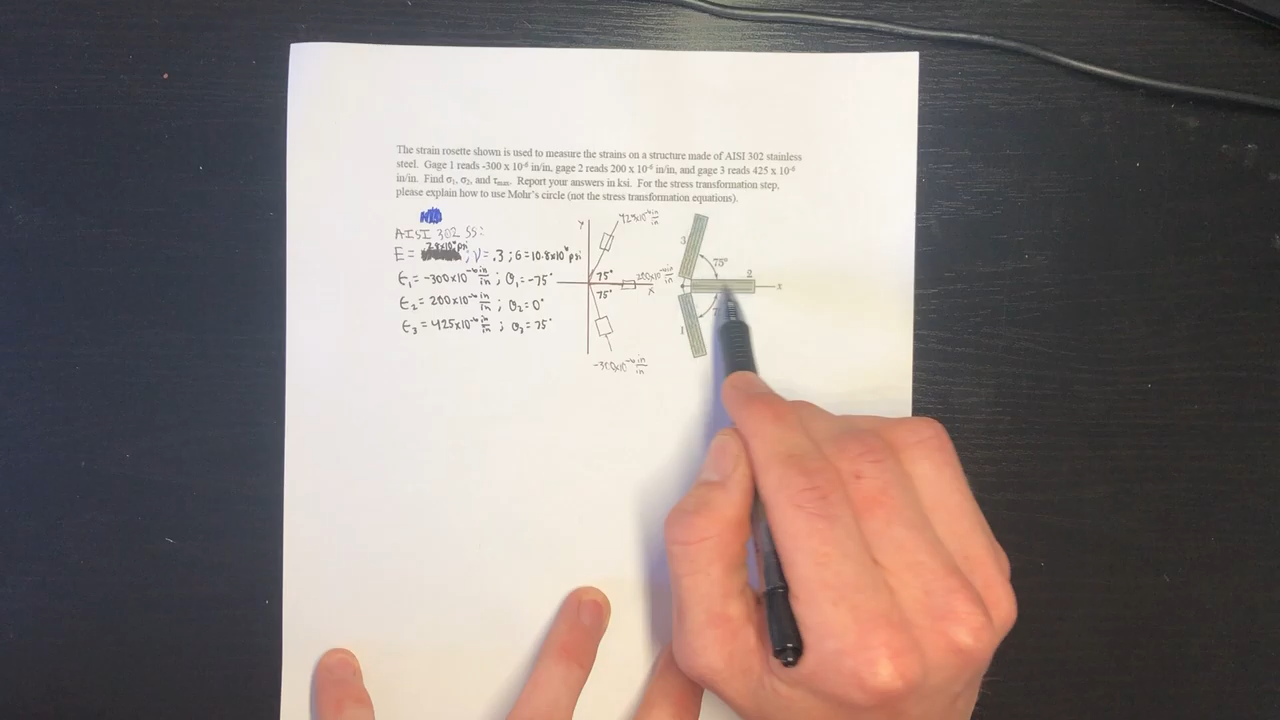 The strain rosette shown is used to measure the strains on a structure made of AISI 302 stainless
steel. Gage 1 reads -300 x 10⁻⁶ in/in, gage 2 reads 200 x 10⁻⁶ in/in, and gage 3 reads 425 x 10⁻⁶
in/in. Find σ₁, σ₂, and τmax. Report your answers in ksi. For the stress transformation step,
please explain how to use Mohr's circle (not the stress transformation equations).
AISI 302 SS:
E = 28x10⁶psi ; ν = .3 ; G = 10.8x10⁶ psi
ϵ₁ = -300x10⁻⁶ in/in ; θ₁ = -75°
ϵ₂ = 200x10⁻⁶ in/in ; θ₂ = 0°
ϵ₃ = 425x10⁻⁶ in/in ; θ₃ = 75°
y
425x10⁻⁶ in/in
75°
200x10⁻⁶ in/in
x
75°
-300x10⁻⁶ in/in
3
75°
2
x
1